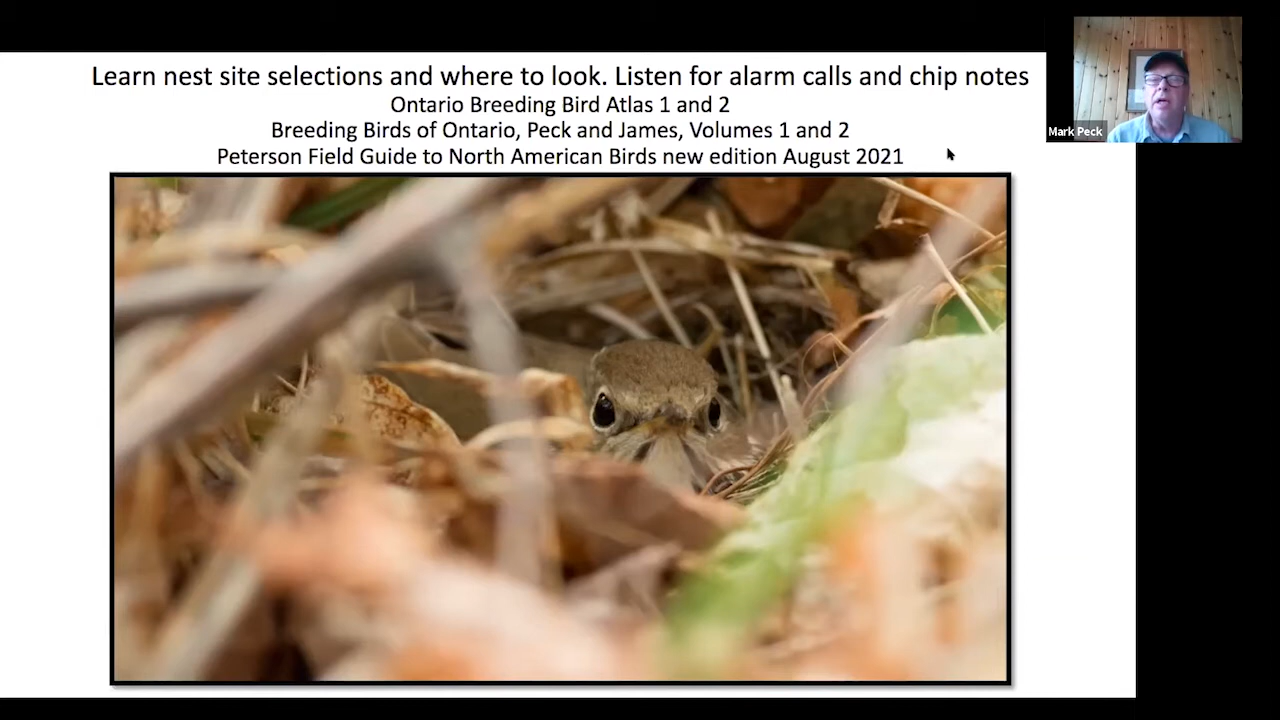 Learn nest site selections and where to look. Listen for alarm calls and chip notes
Ontario Breeding Bird Atlas 1 and 2
Breeding Birds of Ontario, Peck and James, Volumes 1 and 2
Peterson Field Guide to North American Birds new edition August 2021
Mark Peck